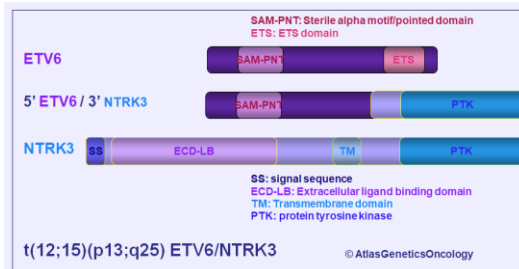 SAM-PNT: Sterile alpha motif/pointed domain
ETS: ETS domain
ETV6
SAM-PNT
ETS
5' ETV6 / 3' NTRK3
SAM-PNT
PTK
NTRK3
SS
ECD-LB
TM
PTK
SS: signal sequence
ECD-LB: Extracellular ligand binding domain
TM: Transmembrane domain
PTK: protein tyrosine kinase
t(12;15)(p13;q25) ETV6/NTRK3
© AtlasGeneticsOncology